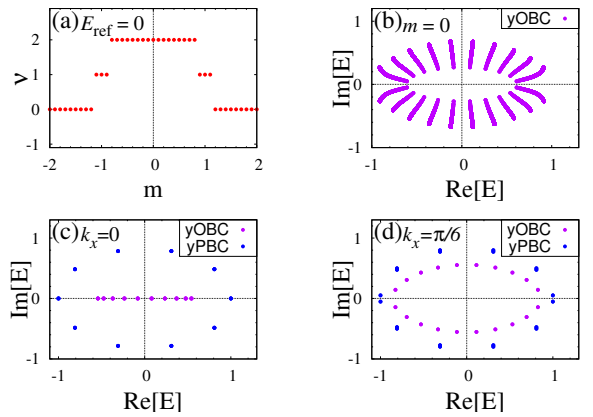 (a) E_ref = 0
ν
2
1
0
-1
-2 -1 0 1 2
m
(b) m = 0
yOBC
Im[E]
1
0
-1
-1 0 1
Re[E]
(c) k_x=0
yOBC
yPBC
Im[E]
1
0
-1
-1 0 1
Re[E]
(d) k_x=π/6
yOBC
yPBC
Im[E]
1
0
-1
-1 0 1
Re[E]